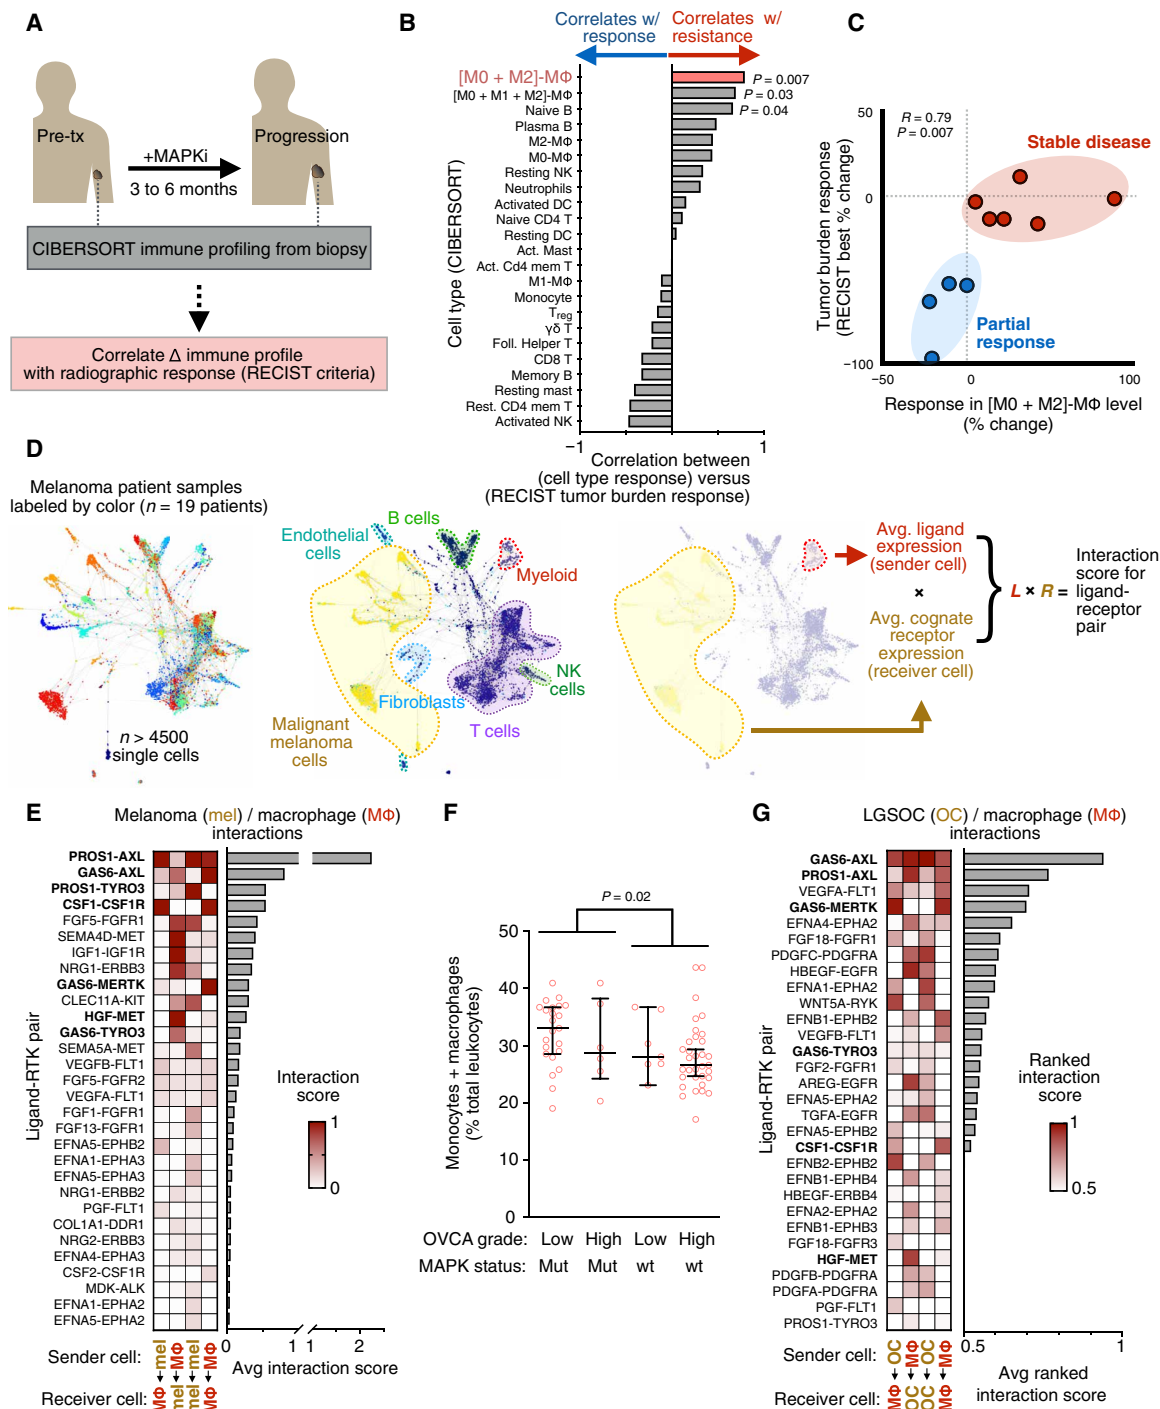 A
Pre-tx
Progression
+MAPKi
3 to 6 months
CIBERSORT immune profiling from biopsy
Correlate Δ immune profile
with radiographic response (RECIST criteria)
B
Correlates w/
response
Correlates w/
resistance
Cell type (CIBERSORT)
[M0 + M2]-MΦ
P = 0.007
[M0 + M1 + M2]-MΦ
P = 0.03
Naive B
P = 0.04
Plasma B
M2-MΦ
M0-MΦ
Resting NK
Neutrophils
Activated DC
Naive CD4 T
Resting DC
Act. Mast
Act. Cd4 mem T
M1-MΦ
Monocyte
Treg
γδ T
Foll. Helper T
CD8 T
Memory B
Resting mast
Rest. CD4 mem T
Activated NK
−1
1
Correlation between
(cell type response) versus
(RECIST tumor burden response)
C
Tumor burden response
(RECIST best % change)
50
0
−100
R = 0.79
P = 0.007
Stable disease
Partial
response
−50
0
100
Response in [M0 + M2]-MΦ level
(% change)
D
Melanoma patient samples
labeled by color (n = 19 patients)
n > 4500
single cells
Endothelial
cells
B cells
Myeloid
NK
cells
Fibroblasts
T cells
Malignant
melanoma
cells
Avg. ligand
expression
(sender cell)
×
Avg. cognate
receptor
expression
(receiver cell)
L × R =
Interaction
score for
ligand-
receptor
pair
E
Melanoma (mel) / macrophage (MΦ)
interactions
Ligand-RTK pair
PROS1-AXL
GAS6-AXL
PROS1-TYRO3
CSF1-CSF1R
FGF5-FGFR1
SEMA4D-MET
IGF1-IGF1R
NRG1-ERBB3
GAS6-MERTK
CLEC11A-KIT
HGF-MET
GAS6-TYRO3
SEMA5A-MET
VEGFB-FLT1
FGF5-FGFR2
VEGFA-FLT1
FGF1-FGFR1
FGF13-FGFR1
EFNA5-EPHB2
EFNA1-EPHA3
EFNA5-EPHA3
NRG1-ERBB2
PGF-FLT1
COL1A1-DDR1
NRG2-ERBB3
EFNA4-EPHA3
CSF2-CSF1R
MDK-ALK
EFNA1-EPHA2
EFNA5-EPHA2
Interaction
score
1
0
0
1
1
2
Avg interaction score
Sender cell:
mel
MΦ
mel
MΦ
Receiver cell:
MΦ
mel
mel
MΦ
F
P = 0.02
Monocytes + macrophages
(% total leukocytes)
50
40
30
20
10
0
OVCA grade:
Low
High
Low
High
MAPK status:
Mut
Mut
wt
wt
G
LGSOC (OC) / macrophage (MΦ)
interactions
Ligand-RTK pair
GAS6-AXL
PROS1-AXL
VEGFA-FLT1
GAS6-MERTK
EFNA4-EPHA2
FGF18-FGFR1
PDGFC-PDGFRA
HBEGF-EGFR
EFNA1-EPHA2
WNT5A-RYK
EFNB1-EPHB2
VEGFB-FLT1
GAS6-TYRO3
FGF2-FGFR1
AREG-EGFR
EFNA5-EPHA2
TGFA-EGFR
EFNA5-EPHB2
CSF1-CSF1R
EFNB2-EPHB2
EFNB1-EPHB4
HBEGF-ERBB4
EFNA2-EPHA2
EFNB1-EPHB3
FGF18-FGFR3
HGF-MET
PDGFB-PDGFRA
PDGFA-PDGFRA
PGF-FLT1
PROS1-TYRO3
Ranked
interaction
score
1
0.5
0.5
1
Avg ranked
interaction score
Sender cell:
OC
MΦ
OC
MΦ
Receiver cell:
MΦ
OC
OC
MΦ